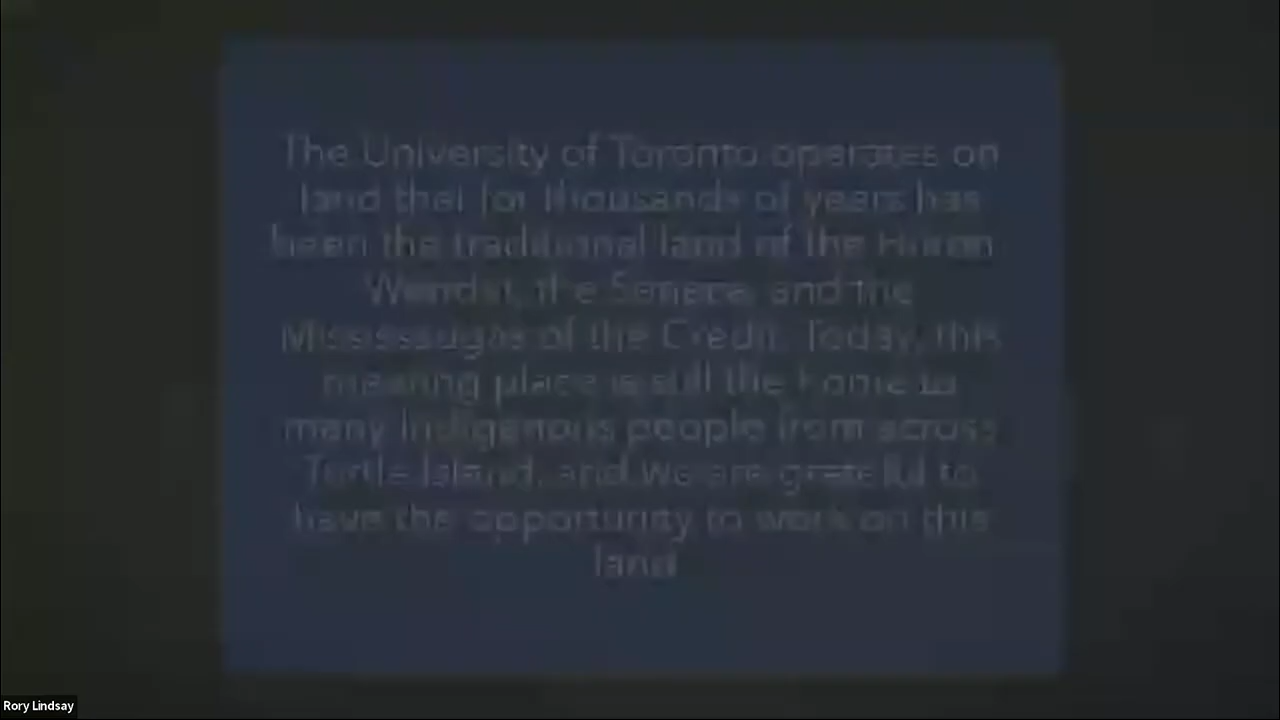 The University of Toronto operates on
land that for thousands of years has
been the traditional land of the Huron-
Wendat, the Seneca, and the
Mississaugas of the Credit. Today, this
meeting place is still the home to
many Indigenous people from across
Turtle Island, and we are grateful to
have the opportunity to work on this
land
Rory Lindsay